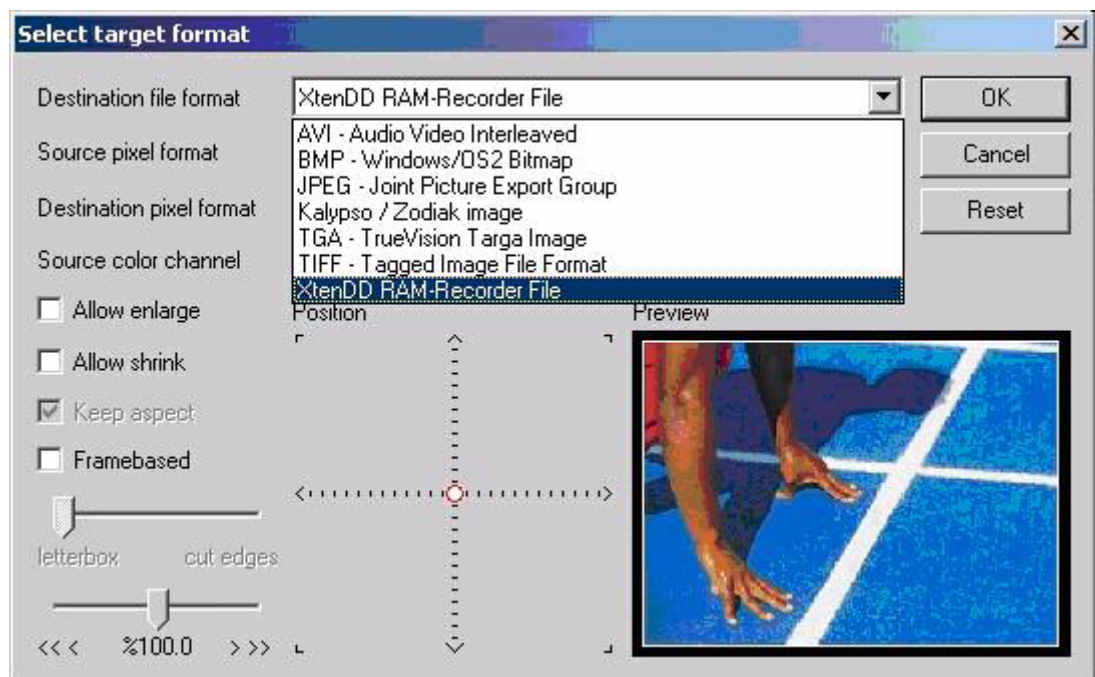 Select target format
Destination file format
XtenDD RAM-Recorder File
OK
AVI - Audio Video Interleaved
Source pixel format
BMP - Windows/OS2 Bitmap
Cancel
JPEG - Joint Picture Export Group
Destination pixel format
Kalypso / Zodiak image
Reset
TGA - TrueVision Targa Image
Source color channel
TIFF - Tagged Image File Format
XtenDD RAM-Recorder File
Allow enlarge
Position
Preview
Allow shrink
Keep aspect
Framebased
letterbox
cut edges
<<< %100.0 >>>